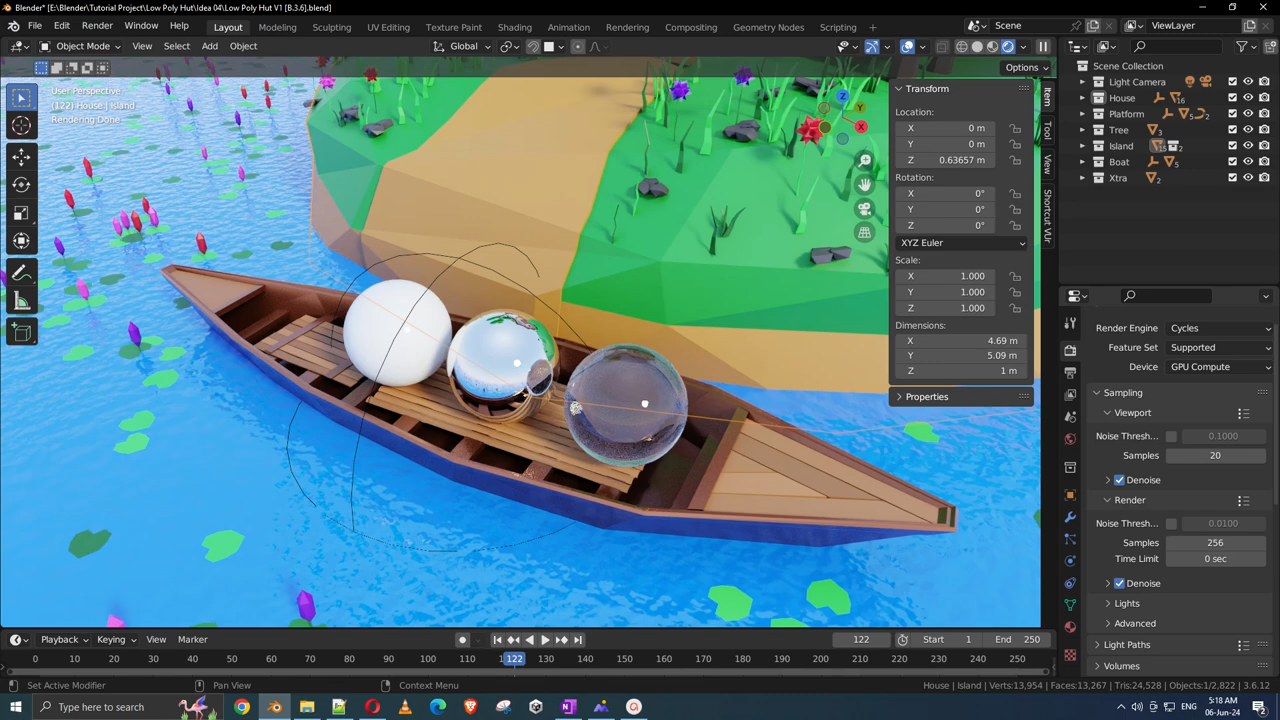 Blender* [E:\Blender\Tutorial Project\Idea 04\Low Poly Hut\Low Poly Hut V1 [B.3.6].blend]
File Edit Render Window Help Layout Modeling Sculpting UV Editing Texture Paint Shading Animation Rendering Compositing Geometry Nodes Scripting Scene ViewLayer
Object Mode View Select Add Object Global
Options
User Perspective
(122) House | Island
Rendering Done
Z
Y
X
Transform
Location:
X 0 m
Y 0 m
Z 0.63657 m
Rotation:
X 0°
Y 0°
Z 0°
XYZ Euler
Scale:
X 1.000
Y 1.000
Z 1.000
Dimensions:
X 4.69 m
Y 5.09 m
Z 1 m
Properties
Item
Tool
View
Shortcut VUr
Scene Collection
Light Camera
House 16
Platform 5 2
Tree 3
Island 15 2
Boat 5
Xtra 2
Render Engine Cycles
Feature Set Supported
Device GPU Compute
Sampling
Viewport
Noise Thresh... 0.1000
Samples 20
Denoise
Render
Noise Thresh... 0.0100
Samples 256
Time Limit 0 sec
Denoise
Lights
Advanced
Light Paths
Volumes
Playback Keying View Marker 122 Start 1 End 250
0 10 20 30 40 50 60 70 80 90 100 110 122 130 140 150 160 170 180 190 200 210 220 230 240 250
Set Active Modifier Pan View Context Menu House | Island Verts:13,954 | Faces:13,267 | Tris:24,528 | Objects:1/2,822 | 3.6.12
Type here to search ENG 5:18 AM
06-Jun-24